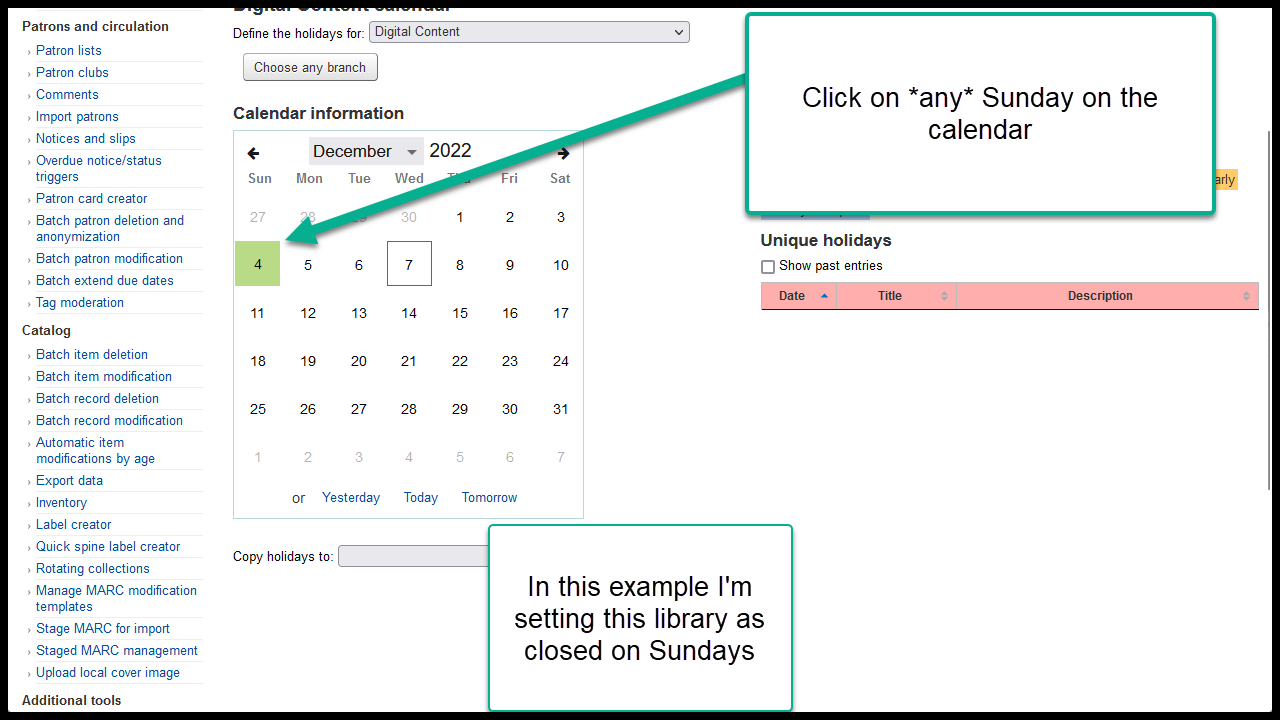 Patrons and circulation
Patron lists
Patron clubs
Comments
Import patrons
Notices and slips
Overdue notice/status
triggers
Patron card creator
Batch patron deletion and
anonymization
Batch patron modification
Batch extend due dates
Tag moderation
Catalog
Batch item deletion
Batch item modification
Batch record deletion
Batch record modification
Automatic item
modifications by age
Export data
Inventory
Label creator
Quick spine label creator
Rotating collections
Manage MARC modification
templates
Stage MARC for import
Staged MARC management
Upload local cover image
Additional tools
Digital Content calendar
Define the holidays for: Digital Content
Choose any branch
Calendar information
December 2022
Sun Mon Tue Wed Thu Fri Sat
27 28 29 30 1 2 3
4 5 6 7 8 9 10
11 12 13 14 15 16 17
18 19 20 21 22 23 24
25 26 27 28 29 30 31
1 2 3 4 5 6 7
or Yesterday Today Tomorrow
Copy holidays to:
Click on *any* Sunday on the
calendar
arly
Unique holidays
Show past entries
Date Title Description
In this example I'm
setting this library as
closed on Sundays